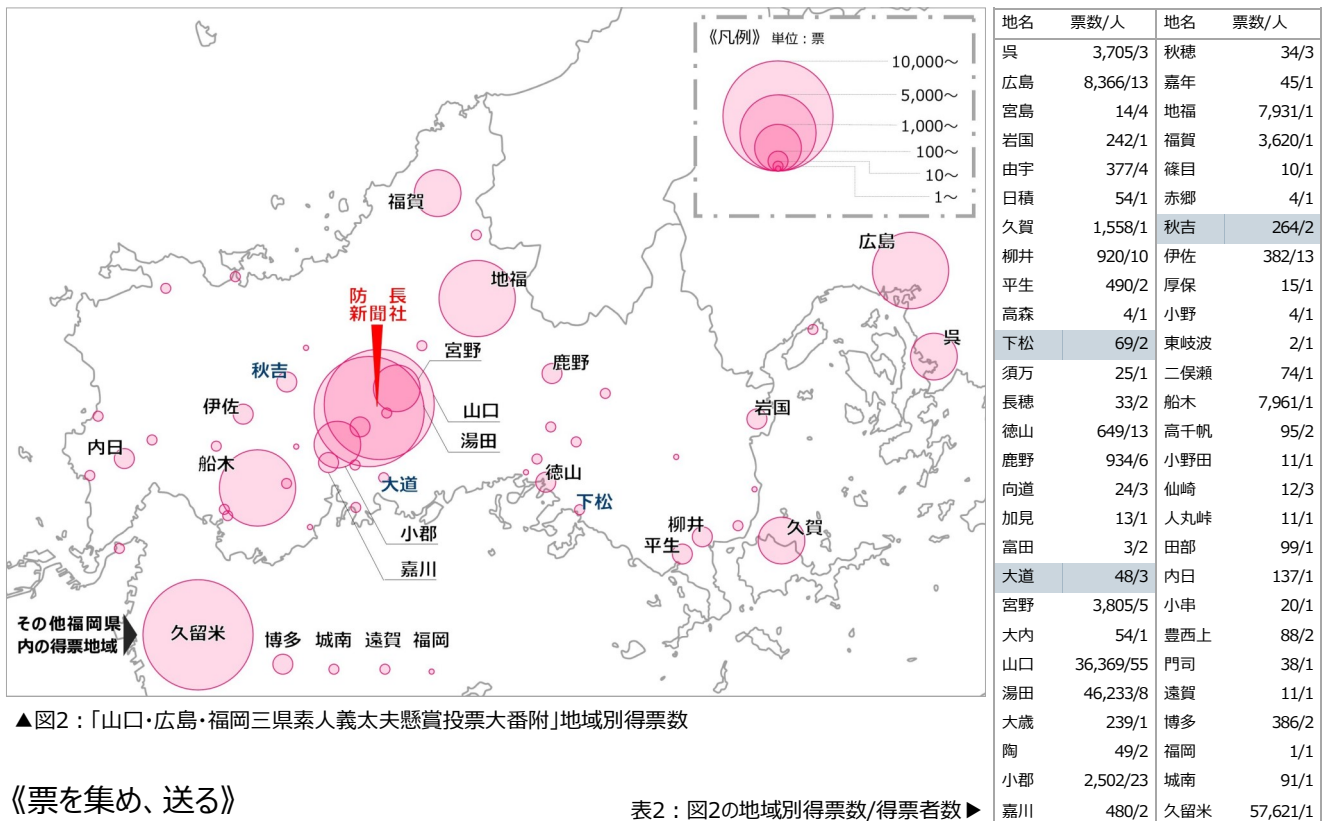 《凡例》 単位：票
10,000～
5,000～
1,000～
100～
10～
1～
福賀
地福
広島
呉
防長
新聞社
宮野
山口
湯田
秋吉
伊佐
内日
船木
鹿野
岩国
徳山
大道
下松
小郡
嘉川
柳井
平生
久賀
その他福岡県
内の得票地域
久留米
博多 城南 遠賀 福岡
▲図2：「山口・広島・福岡三県素人義太夫懸賞投票大番附」地域別得票数
《票を集め、送る》
表2：図2の地域別得票数/得票者数▶
地名 票数/人 地名 票数/人
呉 3,705/3 秋穂 34/3
広島 8,366/13 嘉年 45/1
宮島 14/4 地福 7,931/1
岩国 242/1 福賀 3,620/1
由宇 377/4 篠目 10/1
日積 54/1 赤郷 4/1
久賀 1,558/1 秋吉 264/2
柳井 920/10 伊佐 382/13
平生 490/2 厚保 15/1
高森 4/1 小野 4/1
下松 69/2 東岐波 2/1
須万 25/1 二俣瀬 74/1
長穂 33/2 船木 7,961/1
徳山 649/13 高千帆 95/2
鹿野 934/6 小野田 11/1
向道 24/3 仙崎 12/3
加見 13/1 人丸峠 11/1
富田 3/2 田部 99/1
大道 48/3 内日 137/1
宮野 3,805/5 小串 20/1
大内 54/1 豊西上 88/2
山口 36,369/55 門司 38/1
湯田 46,233/8 遠賀 11/1
大歳 239/1 博多 386/2
陶 49/2 福岡 1/1
小郡 2,502/23 城南 91/1
嘉川 480/2 久留米 57,621/1